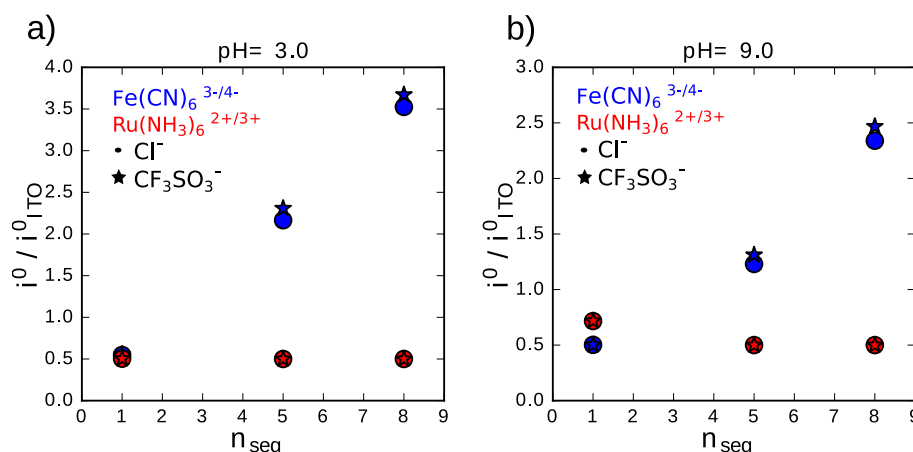 a)
pH= 3.0
4.0
3.5
3.0
2.5
2.0
1.5
1.0
0.5
0.0
i⁰ / i⁰ITO
Fe(CN)₆ ³⁻/⁴⁻
Ru(NH₃)₆ ²⁺/³⁺
Cl⁻
CF₃SO₃⁻
0 1 2 3 4 5 6 7 8 9
nseq
b)
pH= 9.0
3.0
2.5
2.0
1.5
1.0
0.5
0.0
i⁰ / i⁰ITO
Fe(CN)₆ ³⁻/⁴⁻
Ru(NH₃)₆ ²⁺/³⁺
Cl⁻
CF₃SO₃⁻
0 1 2 3 4 5 6 7 8 9
nseq